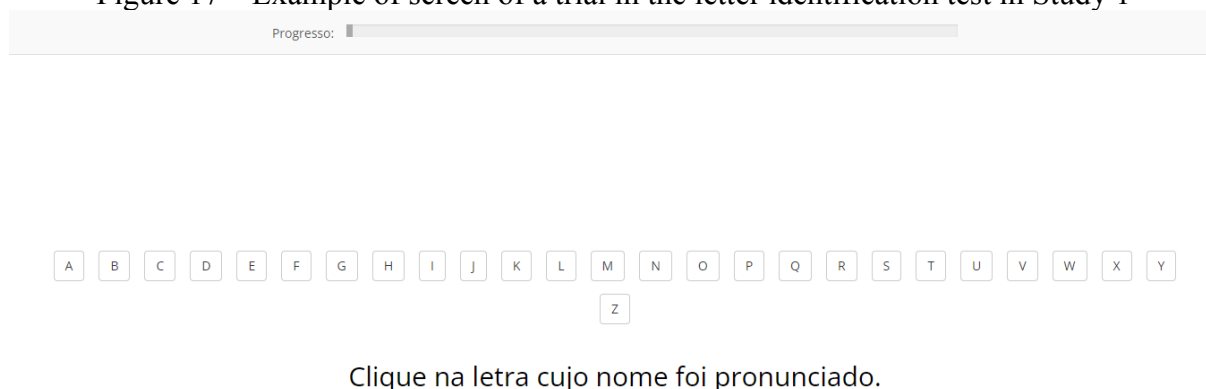 Figure 17 – Example of screen of a trial in the letter identification test in Study 1
Progresso:
A B C D E F G H I J K L M N O P Q R S T U V W X Y
Z
Clique na letra cujo nome foi pronunciado.